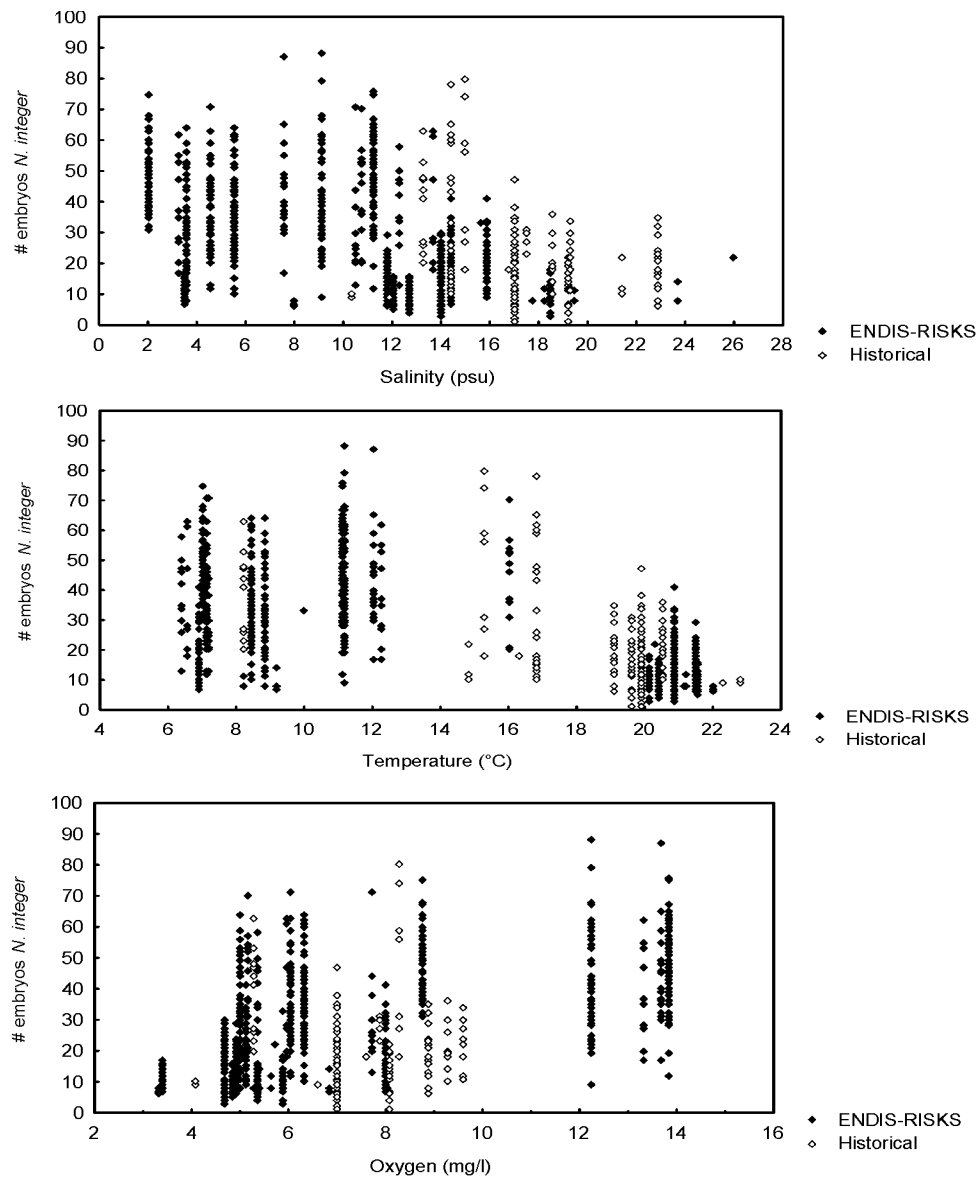 100
90
80
70
60
50
40
30
20
10
0
# embryos N. integer
0 2 4 6 8 10 12 14 16 18 20 22 24 26 28
Salinity (psu)
ENDIS-RISKS
Historical
100
90
80
70
60
50
40
30
20
10
0
# embryos N. integer
4 6 8 10 12 14 16 18 20 22 24
Temperature (°C)
ENDIS-RISKS
Historical
100
90
80
70
60
50
40
30
20
10
0
# embryos N. integer
2 4 6 8 10 12 14 16
Oxygen (mg/l)
ENDIS-RISKS
Historical